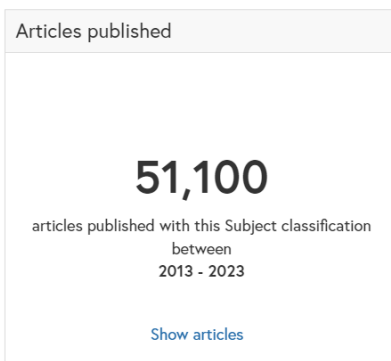 Articles published
51,100
articles published with this Subject classification
between
2013 - 2023
Show articles